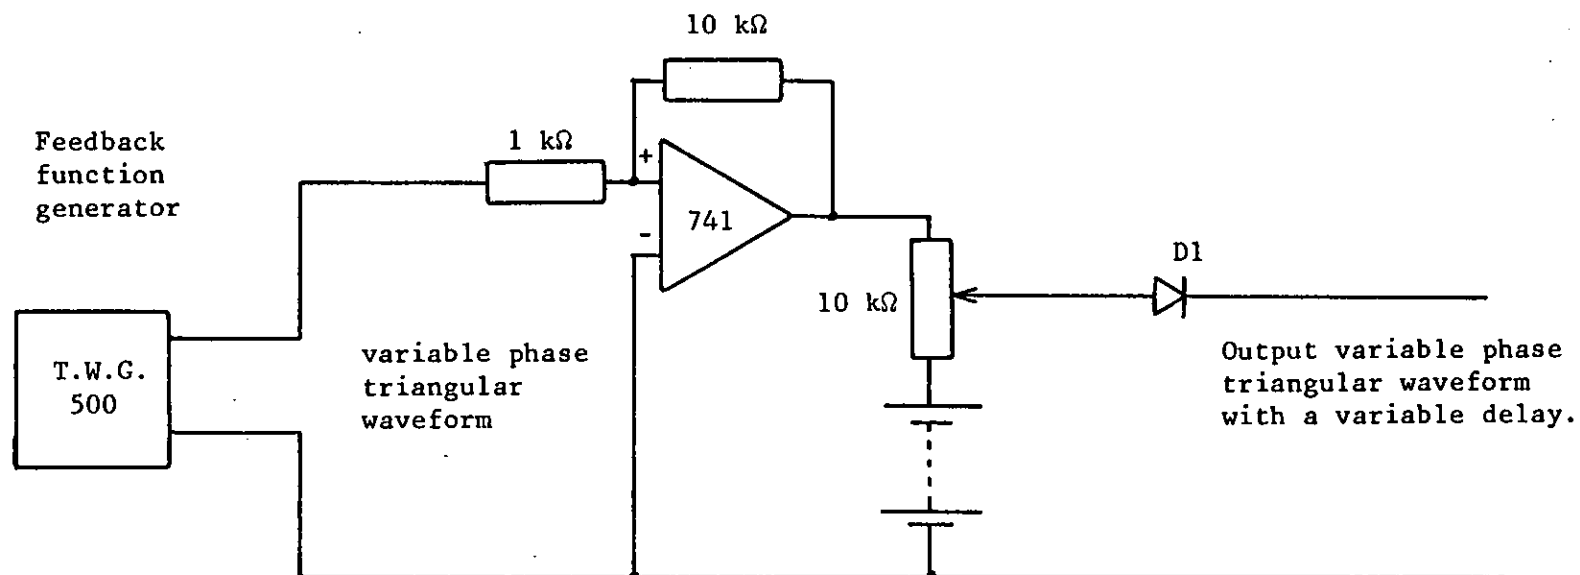 10 kΩ
Feedback
function
generator
1 kΩ
+
741
-
D1
10 kΩ
T.W.G.
500
variable phase
triangular
waveform
Output variable phase
triangular waveform
with a variable delay.